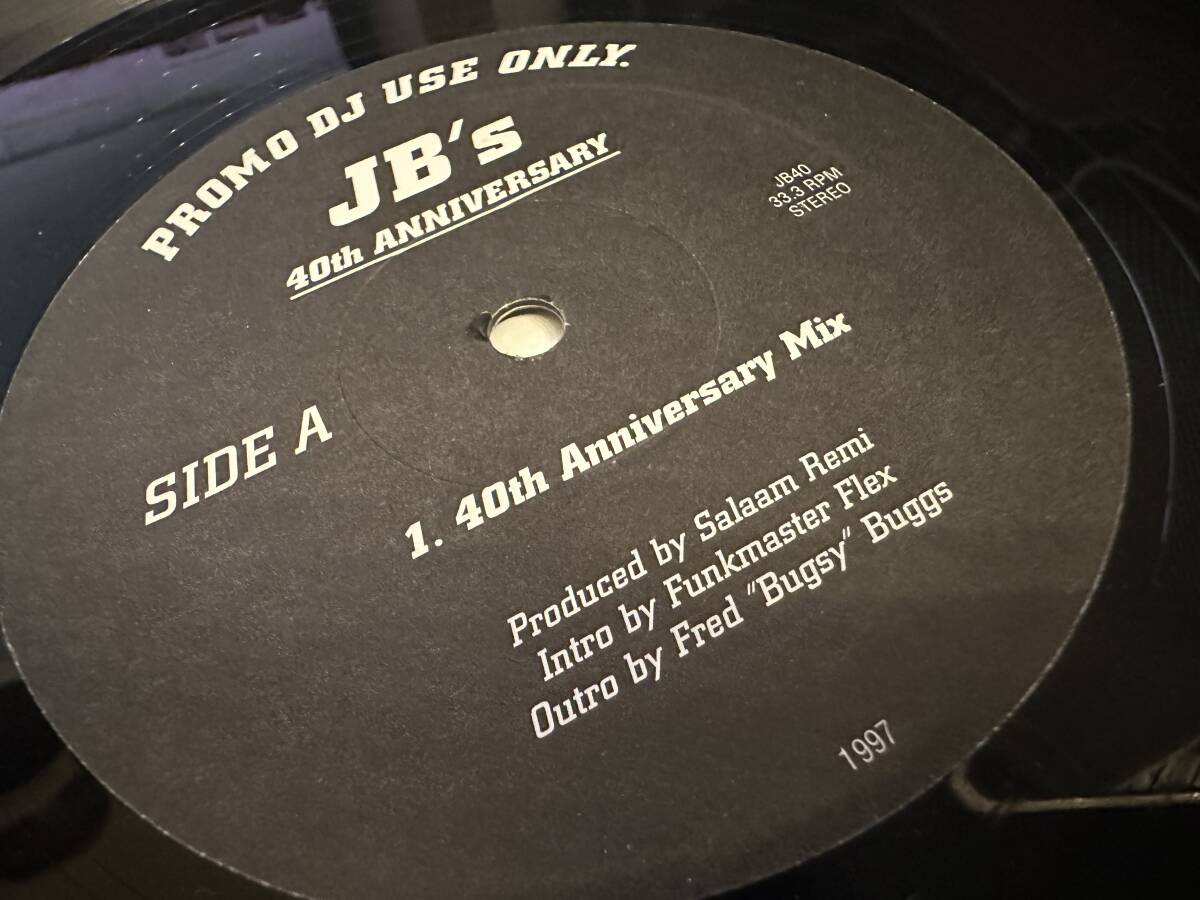 PROMO DJ USE ONLY.
JB's
40th ANNIVERSARY
JB40
33.3 RPM
STEREO
SIDE A
1. 40th Anniversary Mix
Produced by Salaam Remi
Intro by Funkmaster Flex
Outro by Fred "Bugsy" Buggs
1997